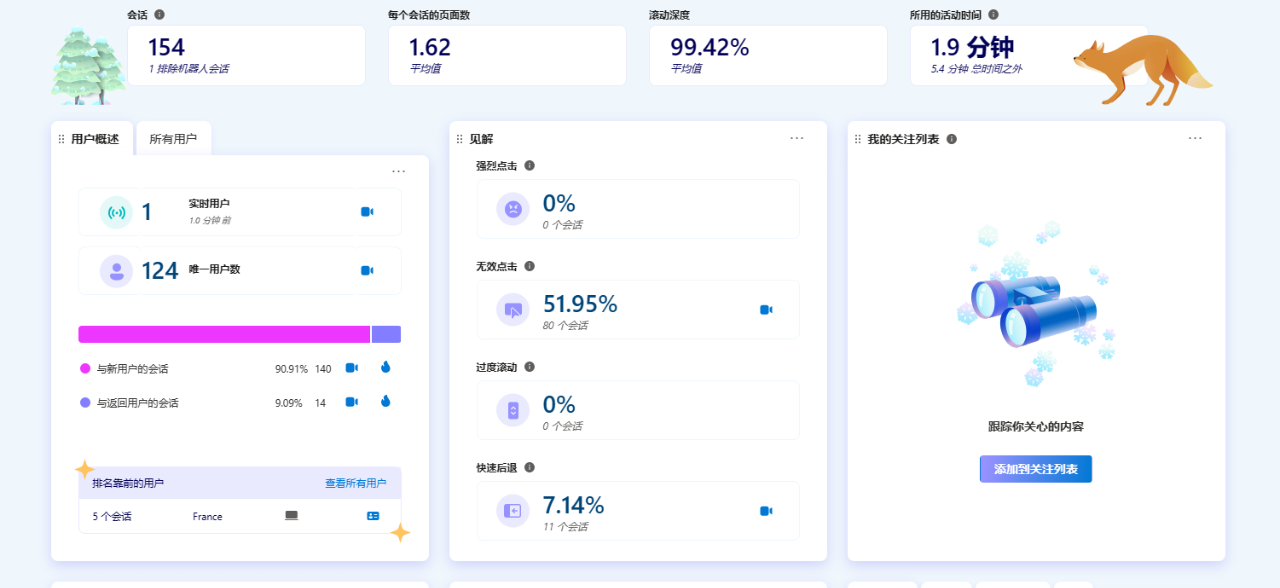 会话
154
1 排除机器人会话
每个会话的页面数
1.62
平均值
滚动深度
99.42%
平均值
所用的活动时间
1.9 分钟
5.4 分钟 总时间之外
用户概述
所有用户
1
实时用户
1.0 分钟 前
124 唯一用户数
与新用户的会话 90.91% 140
与返回用户的会话 9.09% 14
排名靠前的用户 查看所有用户
5 个会话 France
见解
强烈点击
0%
0 个会话
无效点击
51.95%
80 个会话
过度滚动
0%
0 个会话
快速后退
7.14%
11 个会话
我的关注列表
跟踪你关心的内容
添加到关注列表